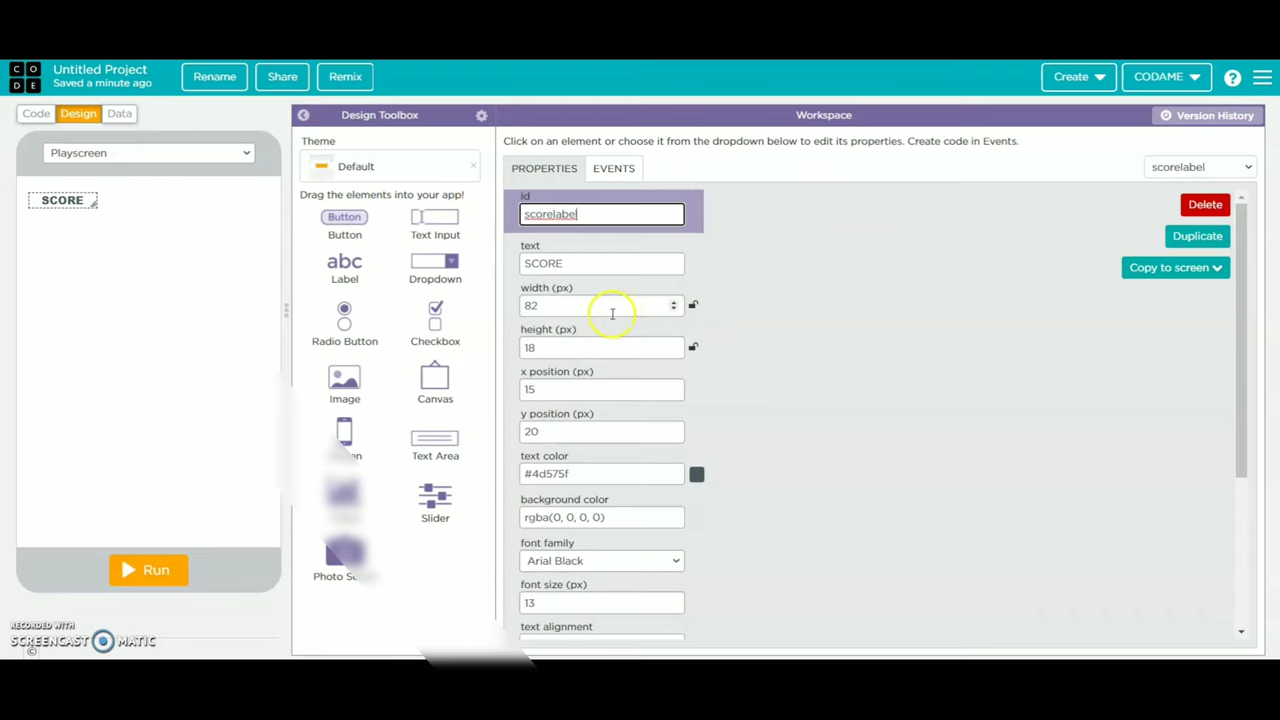 C O
D E
Untitled Project
Saved a minute ago
Rename
Share
Remix
Create
CODAME
?
Code
Design
Data
Design Toolbox
Workspace
Version History
Playscreen
SCORE
Run
Theme
Default
Drag the elements into your app!
Button
Button
Text Input
abc
Label
Dropdown
Radio Button
Checkbox
Image
Canvas
Text Area
Slider
Photo
Click on an element or choose it from the dropdown below to edit its properties. Create code in Events.
PROPERTIES
EVENTS
scorelabel
id
scorelabel
text
SCORE
width (px)
82
height (px)
18
x position (px)
15
y position (px)
20
text color
#4d575f
background color
rgba(0, 0, 0, 0)
font family
Arial Black
font size (px)
13
text alignment
Delete
Duplicate
Copy to screen
RECORDED WITH
SCREENCAST MATIC
©